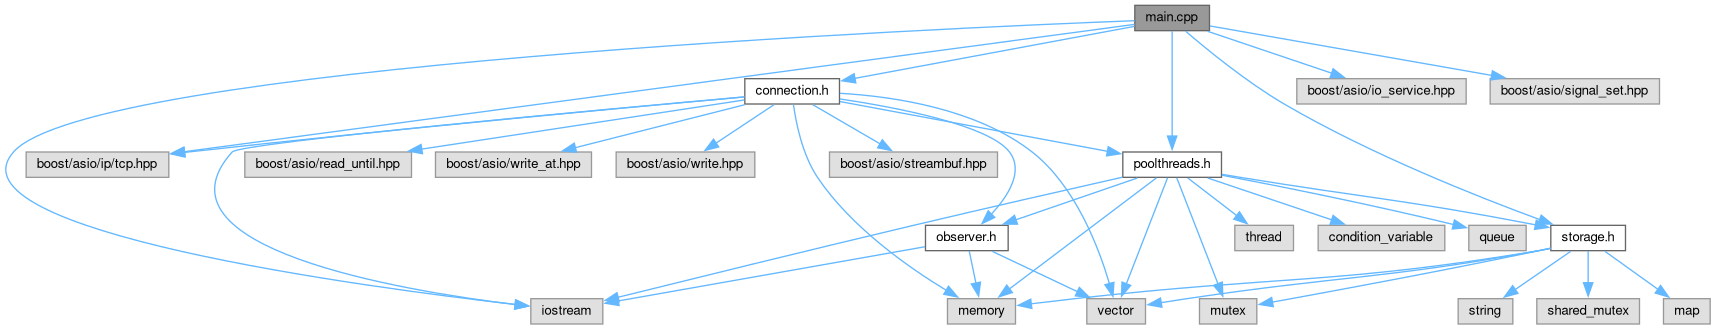 main.cpp
connection.h
boost/asio/io_service.hpp
boost/asio/signal_set.hpp
boost/asio/ip/tcp.hpp
boost/asio/read_until.hpp
boost/asio/write_at.hpp
boost/asio/write.hpp
boost/asio/streambuf.hpp
poolthreads.h
observer.h
thread
condition_variable
queue
storage.h
iostream
memory
vector
mutex
string
shared_mutex
map